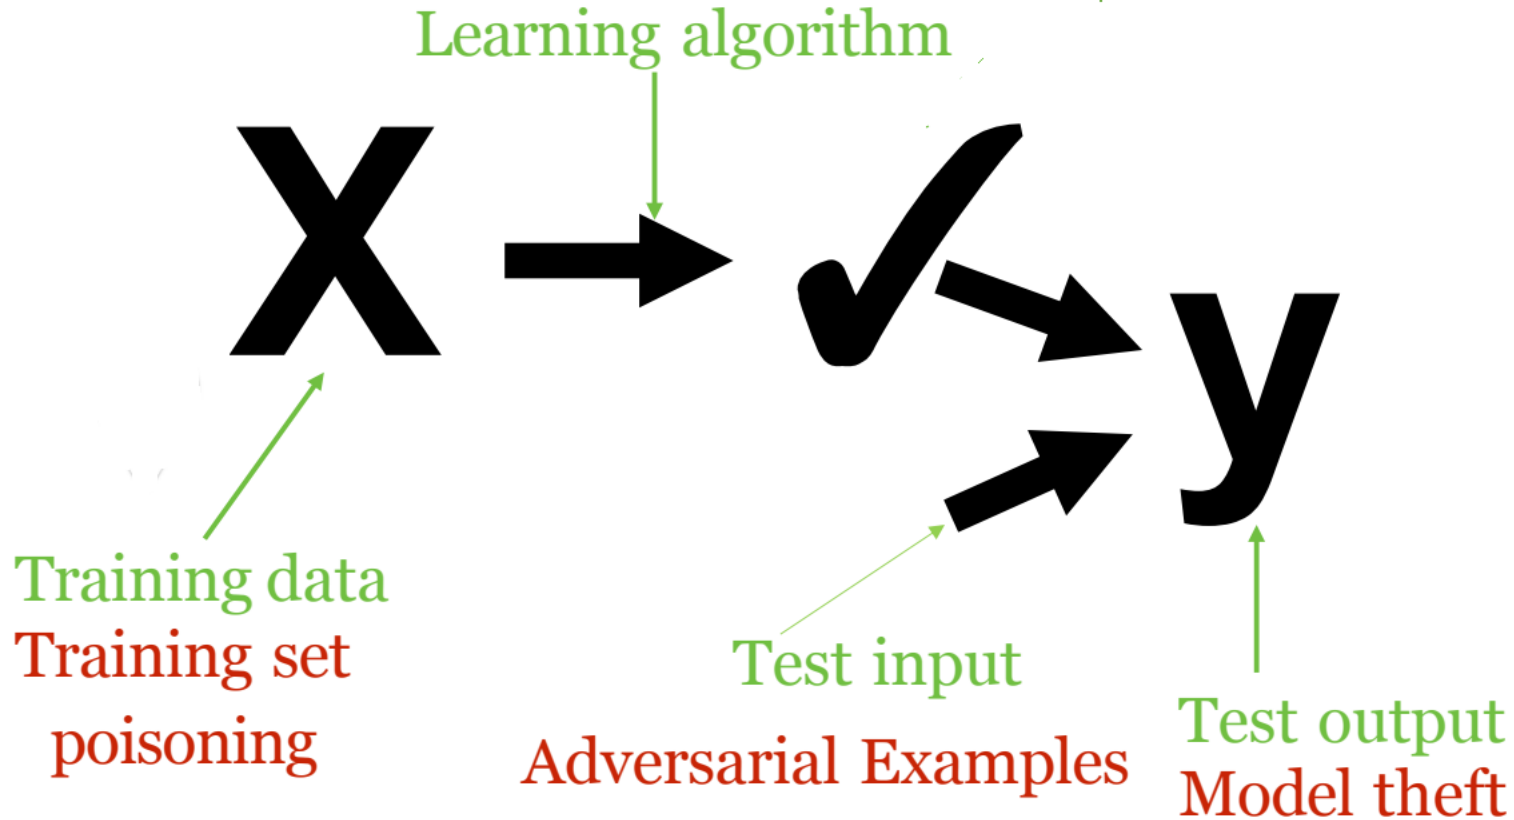 Learning algorithm
X
y
Training data
Training set
poisoning
Test input
Adversarial Examples
Test output
Model theft